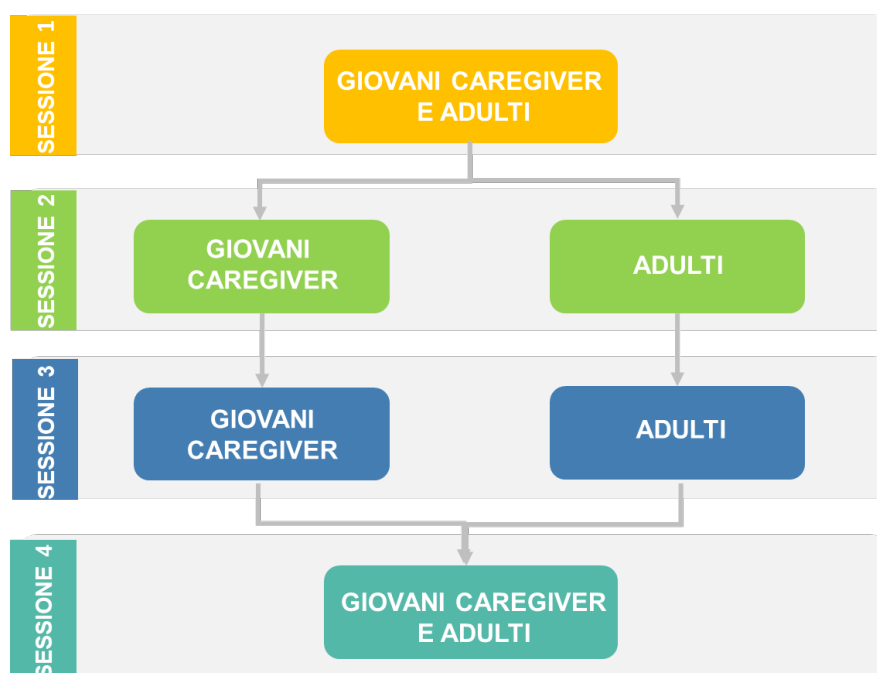 SESSIONE 1
GIOVANI CAREGIVER
E ADULTI
SESSIONE 2
GIOVANI
CAREGIVER
ADULTI
SESSIONE 3
GIOVANI
CAREGIVER
ADULTI
SESSIONE 4
GIOVANI CAREGIVER
E ADULTI